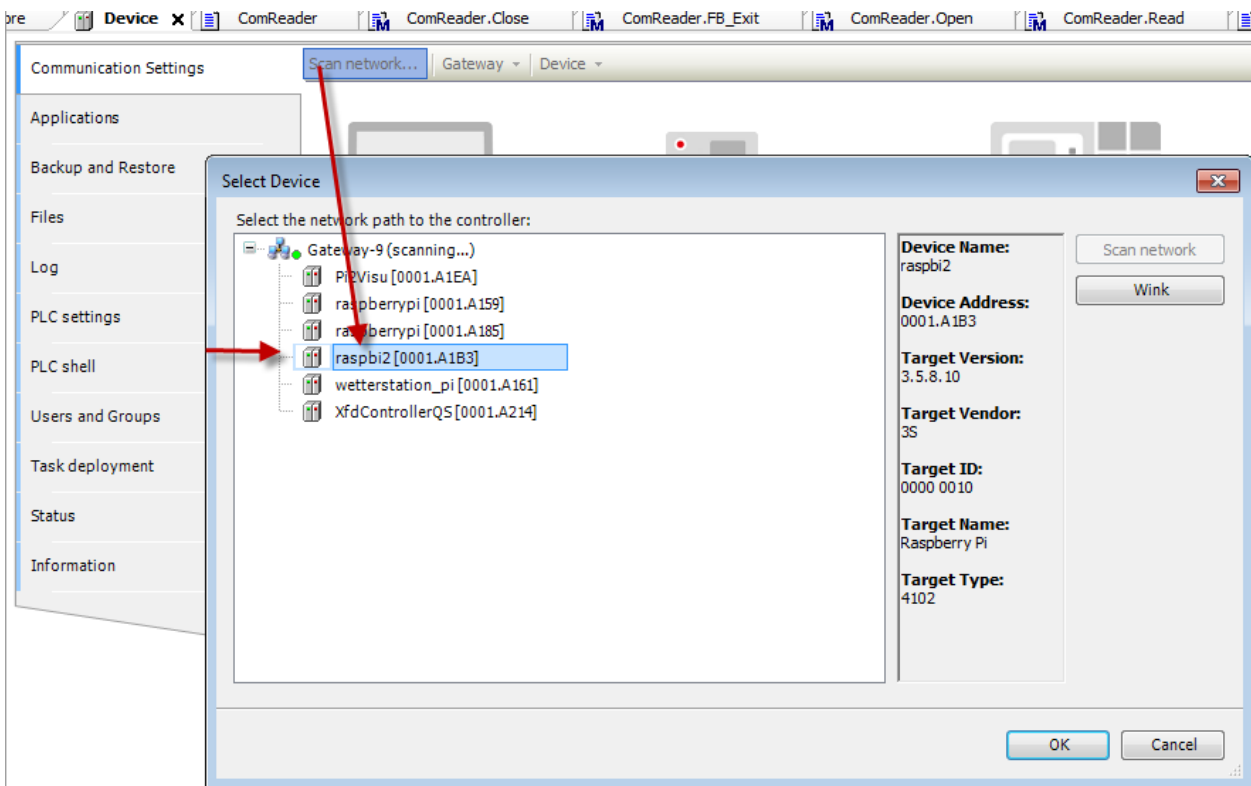 ore
Device
ComReader
ComReader.Close
ComReader.FB_Exit
ComReader.Open
ComReader.Read
Communication Settings
Scan network...
Gateway
Device
Applications
Backup and Restore
Files
Log
PLC settings
PLC shell
Users and Groups
Task deployment
Status
Information
Select Device
Select the network path to the controller:
Gateway-9 (scanning...)
Pi2Visu [0001.A1EA]
raspberrypi [0001.A159]
raspberrypi [0001.A185]
raspbi2 [0001.A1B3]
wetterstation_pi [0001.A161]
XfdControllerQS [0001.A214]
Device Name:
raspbi2
Device Address:
0001.A1B3
Target Version:
3.5.8.10
Target Vendor:
3S
Target ID:
0000 0010
Target Name:
Raspberry Pi
Target Type:
4102
Scan network
Wink
OK
Cancel